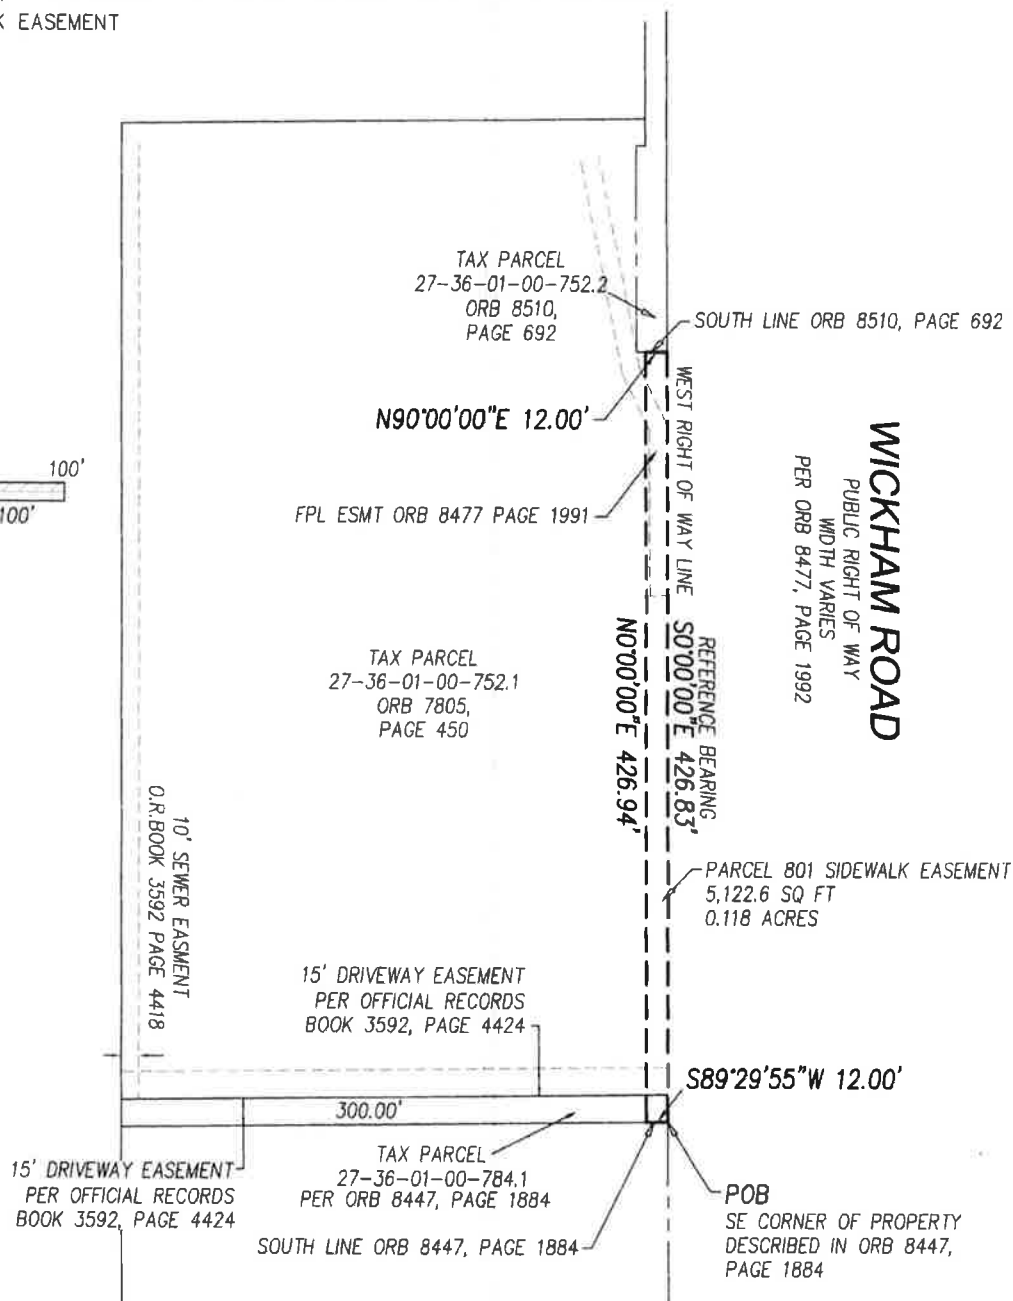 K EASEMENT
TAX PARCEL
27-36-01-00-752.2
ORB 8510,
PAGE 692
SOUTH LINE ORB 8510, PAGE 692
N90°00'00"E 12.00'
WEST RIGHT OF WAY LINE
WICKHAM ROAD
PUBLIC RIGHT OF WAY
WIDTH VARIES
PER ORB 8477, PAGE 1992
100'
100'
FPL ESMT ORB 8477 PAGE 1991
REFERENCE BEARING
S0°00'00"E 426.83'
N0°00'00"E 426.94'
TAX PARCEL
27-36-01-00-752.1
ORB 7805,
PAGE 450
10' SEWER EASMENT
O.R.BOOK 3592 PAGE 4418
PARCEL 801 SIDEWALK EASEMENT
5,122.6 SQ FT
0.118 ACRES
15' DRIVEWAY EASEMENT
PER OFFICIAL RECORDS
BOOK 3592, PAGE 4424
S89°29'55"W 12.00'
300.00'
15' DRIVEWAY EASEMENT
PER OFFICIAL RECORDS
BOOK 3592, PAGE 4424
TAX PARCEL
27-36-01-00-784.1
PER ORB 8447, PAGE 1884
SOUTH LINE ORB 8447, PAGE 1884
POB
SE CORNER OF PROPERTY
DESCRIBED IN ORB 8447,
PAGE 1884